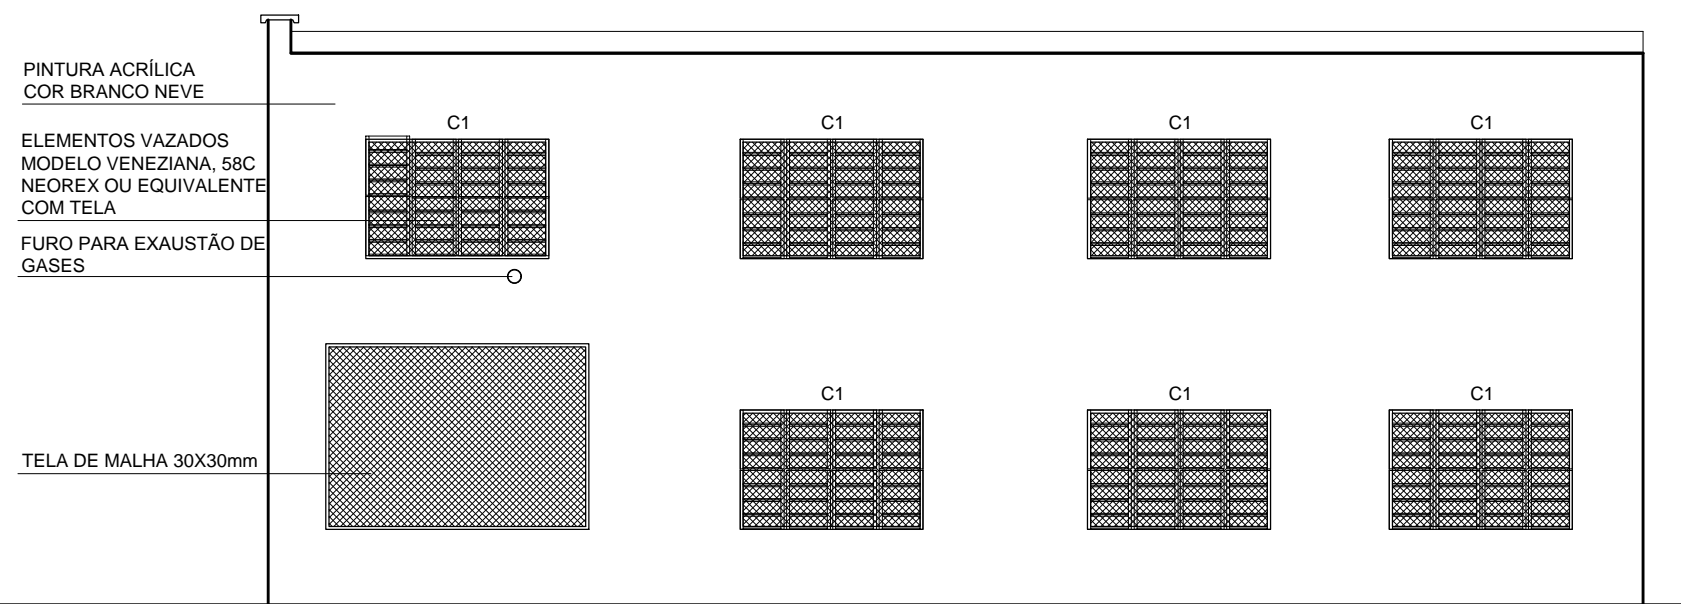 PINTURA ACRÍLICA
COR BRANCO NEVE
C1
C1
C1
C1
ELEMENTOS VAZADOS
MODELO VENEZIANA, 58C
NEOREX OU EQUIVALENTE
COM TELA
FURO PARA EXAUSTÃO DE
GASES
C1
C1
C1
TELA DE MALHA 30X30mm